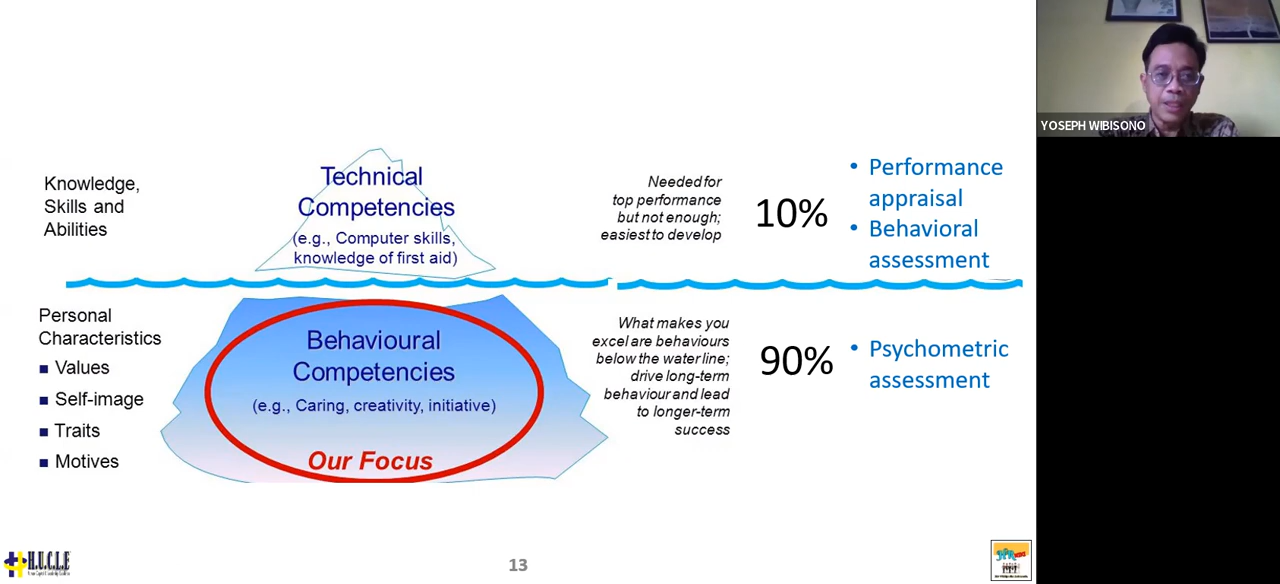 YOSEPH WIBISONO
Knowledge,
Skills and
Abilities
Technical
Competencies
(e.g., Computer skills,
knowledge of first aid)
Needed for
top performance
but not enough;
easiest to develop
10%
• Performance
appraisal
• Behavioral
assessment
Personal
Characteristics
■ Values
■ Self-image
■ Traits
■ Motives
Behavioural
Competencies
(e.g., Caring, creativity, initiative)
Our Focus
What makes you
excel are behaviours
below the water line;
drive long-term
behaviour and lead
to longer-term
success
90%
• Psychometric
assessment
H.U.C.L.E
13